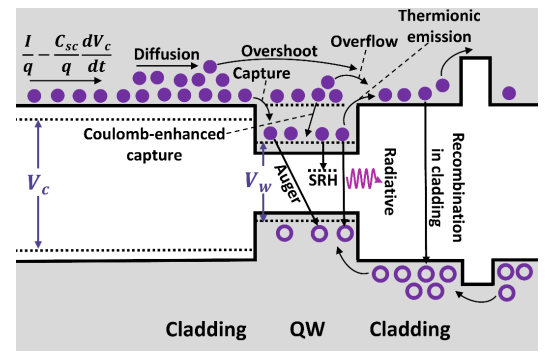 I/q − C_sc/q dV_c/dt
Diffusion
Overshoot
Thermionic
emission
Overflow
Capture
Coulomb-enhanced
capture
V_c
V_w
Auger
SRH
Radiative
Recombination
in cladding
Cladding
QW
Cladding